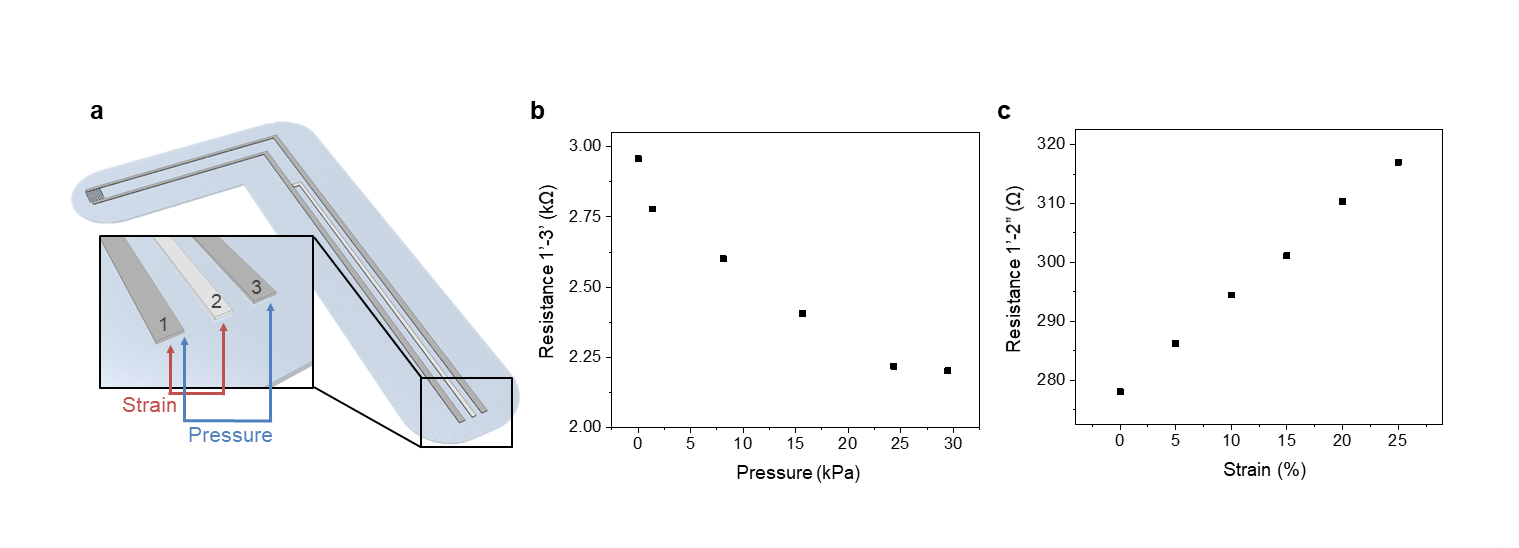 a
1
2
3
Strain
Pressure
b
3.00
2.75
2.50
2.25
2.00
0 5 10 15 20 25 30
Resistance 1'-3' (kΩ)
Pressure (kPa)
c
320
310
300
290
280
0 5 10 15 20 25
Resistance 1'-2” (Ω)
Strain (%)